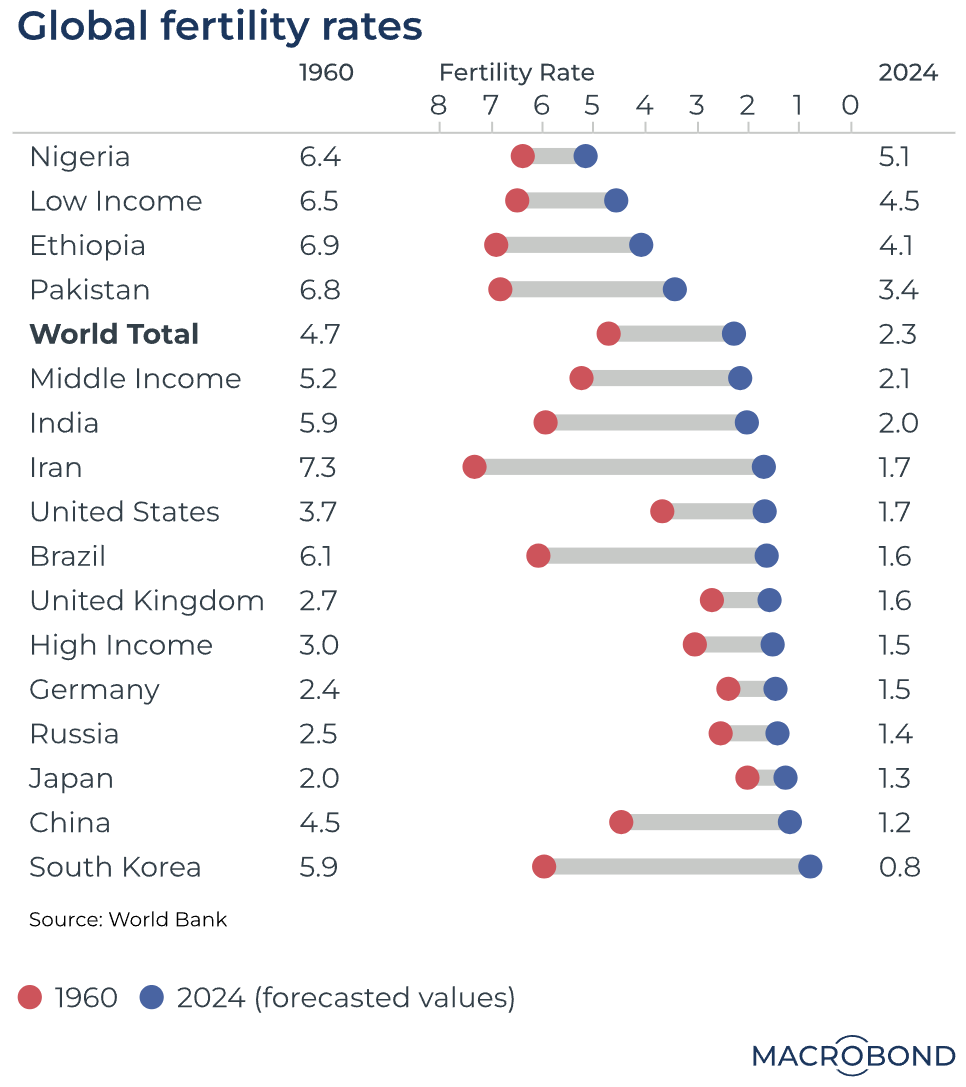 Global fertility rates
1960 Fertility Rate 2024
8 7 6 5 4 3 2 1 0
Nigeria 6.4 5.1
Low Income 6.5 4.5
Ethiopia 6.9 4.1
Pakistan 6.8 3.4
World Total 4.7 2.3
Middle Income 5.2 2.1
India 5.9 2.0
Iran 7.3 1.7
United States 3.7 1.7
Brazil 6.1 1.6
United Kingdom 2.7 1.6
High Income 3.0 1.5
Germany 2.4 1.5
Russia 2.5 1.4
Japan 2.0 1.3
China 4.5 1.2
South Korea 5.9 0.8
Source: World Bank
1960 2024 (forecasted values)
MACROBOND